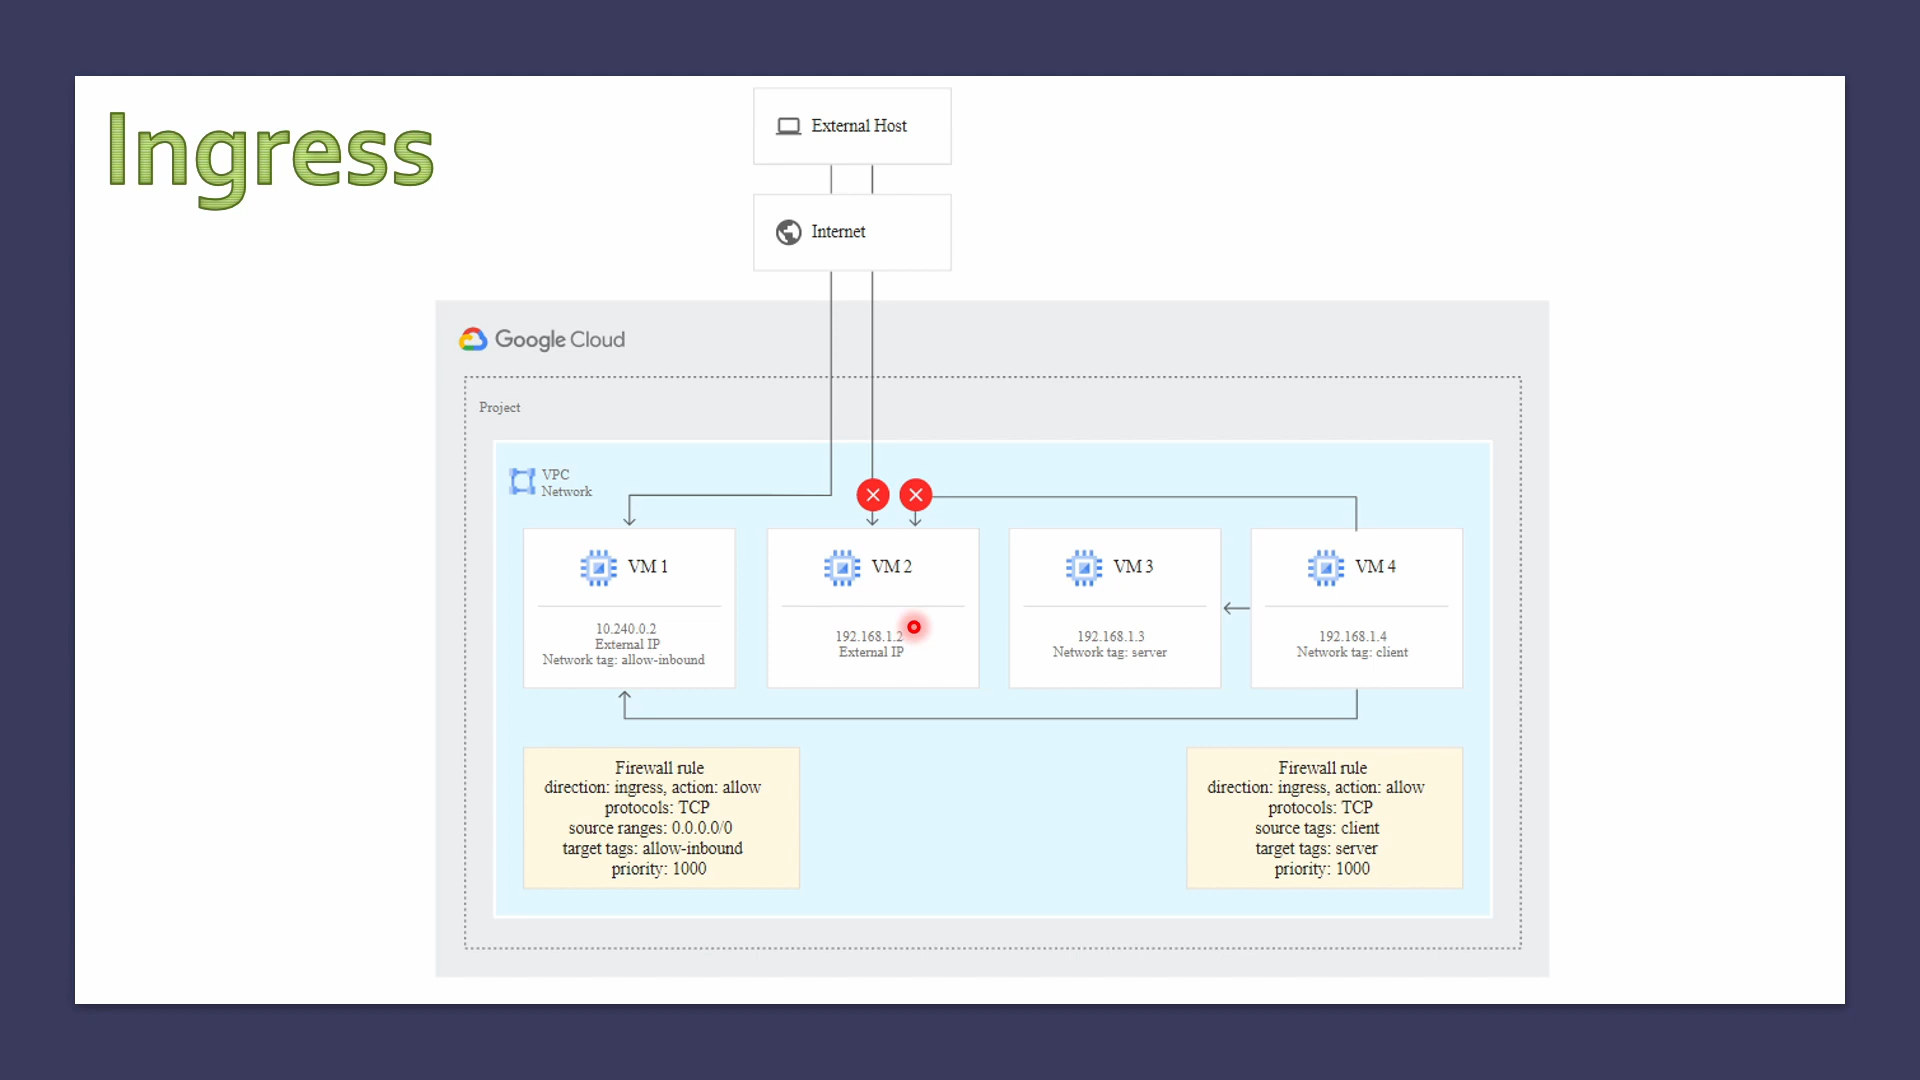 Ingress
External Host
Internet
Google Cloud
Project
VPC
Network
VM 1
10.240.0.2
External IP
Network tag: allow-inbound
VM 2
192.168.1.2
External IP
VM 3
192.168.1.3
Network tag: server
VM 4
192.168.1.4
Network tag: client
Firewall rule
direction: ingress, action: allow
protocols: TCP
source ranges: 0.0.0.0/0
target tags: allow-inbound
priority: 1000
Firewall rule
direction: ingress, action: allow
protocols: TCP
source tags: client
target tags: server
priority: 1000